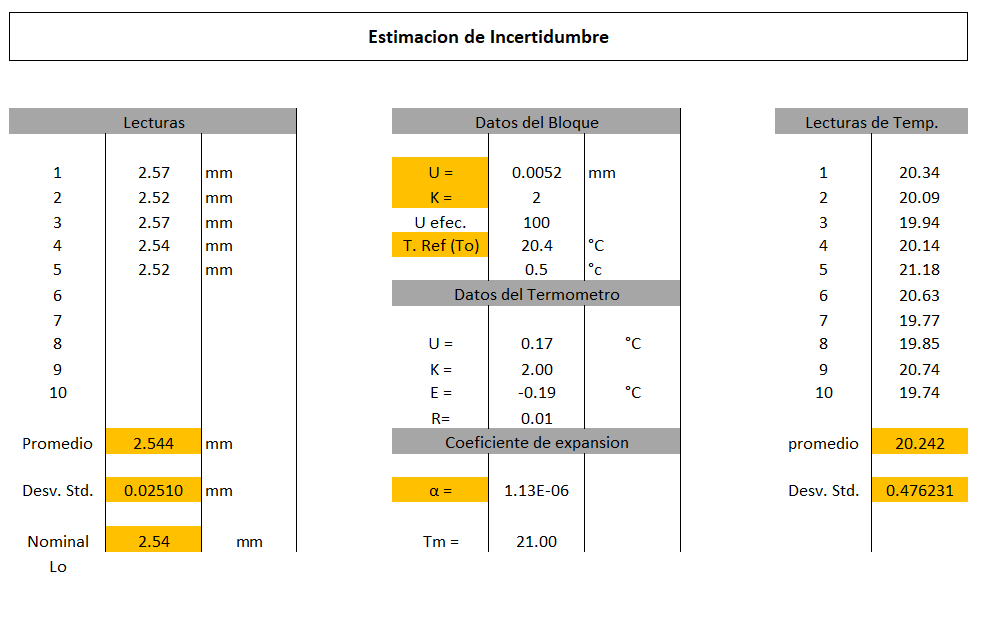 Estimacion de Incertidumbre
Lecturas
1 2.57 mm
2 2.52 mm
3 2.57 mm
4 2.54 mm
5 2.52 mm
6
7
8
9
10
Promedio 2.544 mm
Desv. Std. 0.02510 mm
Nominal 2.54 mm
Lo
Datos del Bloque
U = 0.0052 mm
K = 2
U efec. 100
T. Ref (To) 20.4 °C
0.5 °c
Datos del Termometro
U = 0.17 °C
K = 2.00
E = -0.19 °C
R= 0.01
Coeficiente de expansion
α = 1.13E-06
Tm = 21.00
Lecturas de Temp.
1 20.34
2 20.09
3 19.94
4 20.14
5 21.18
6 20.63
7 19.77
8 19.85
9 20.74
10 19.74
promedio 20.242
Desv. Std. 0.476231